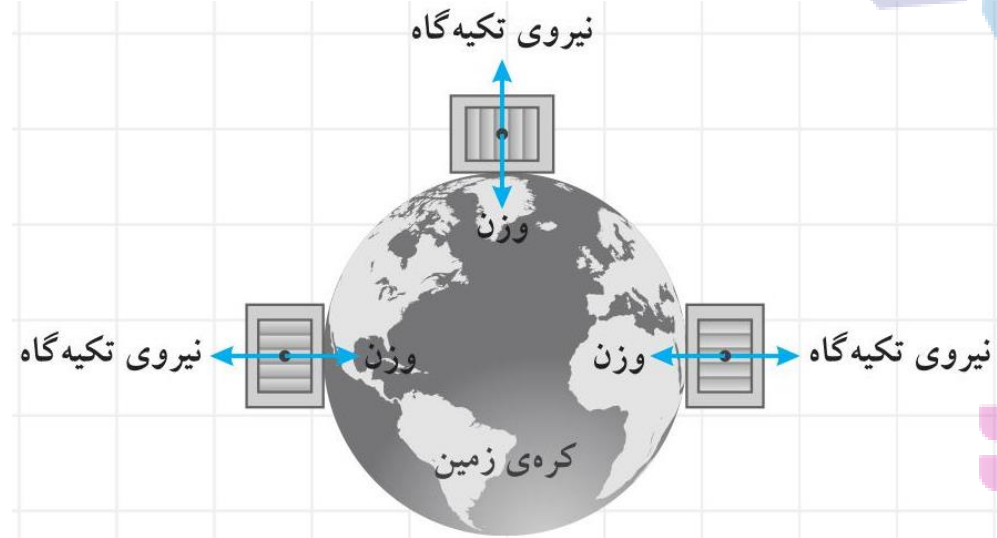 نیروی تکیه‌گاه
وزن
نیروی تکیه‌گاه
وزن
وزن
نیروی تکیه‌گاه
کره‌ی زمین